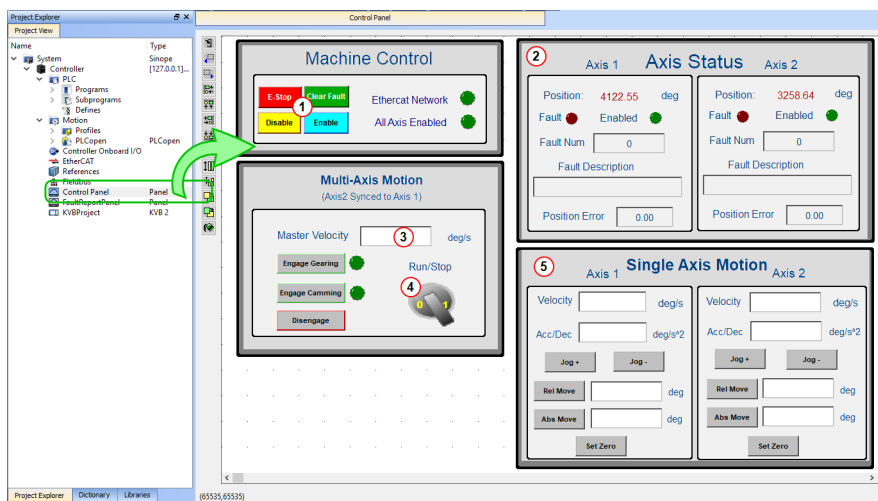 Project Explorer
Project View
Name Type
System Sinope
Controller [127.0.0.1]...
PLC
Programs
Subprograms
Defines
Motion
Profiles
PLCopen PLCopen
Controller Onboard I/O
EtherCAT
References
Fieldbus
Control Panel Panel
FaultReportPanel Panel
KVBProject KVB 2
Project Explorer Dictionary Libraries
Control Panel
Machine Control
E-Stop Clear Fault
1
Disable Enable
Ethercat Network
All Axis Enabled
Multi-Axis Motion
(Axis2 Synced to Axis 1)
Master Velocity 3 deg/s
Engage Gearing
Run/Stop
Engage Camming
4
0 1
Disengage
2
Axis 1 Axis Status Axis 2
Position: 4122.55 deg
Fault Enabled
Fault Num 0
Fault Description
Position Error 0.00
Position: 3258.64 deg
Fault Enabled
Fault Num 0
Fault Description
Position Error 0.00
5
Axis 1 Single Axis Motion Axis 2
Velocity deg/s
Acc/Dec deg/s^2
Jog + Jog -
Rel Move deg
Abs Move deg
Set Zero
Velocity deg/s
Acc/Dec deg/s^2
Jog + Jog -
Rel Move deg
Abs Move deg
Set Zero
(65535,65535)